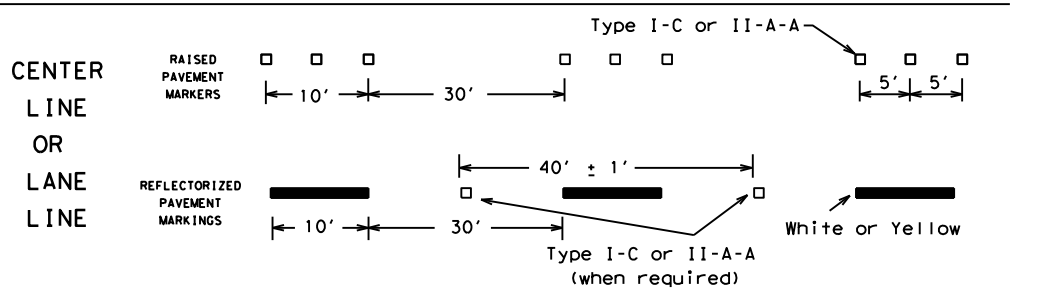 Type I-C or II-A-A
CENTER
LINE
OR
LANE
LINE
RAISED
PAVEMENT
MARKERS
10'
30'
5'
5'
40' ± 1'
REFLECTORIZED
PAVEMENT
MARKINGS
10'
30'
White or Yellow
Type I-C or II-A-A
(when required)